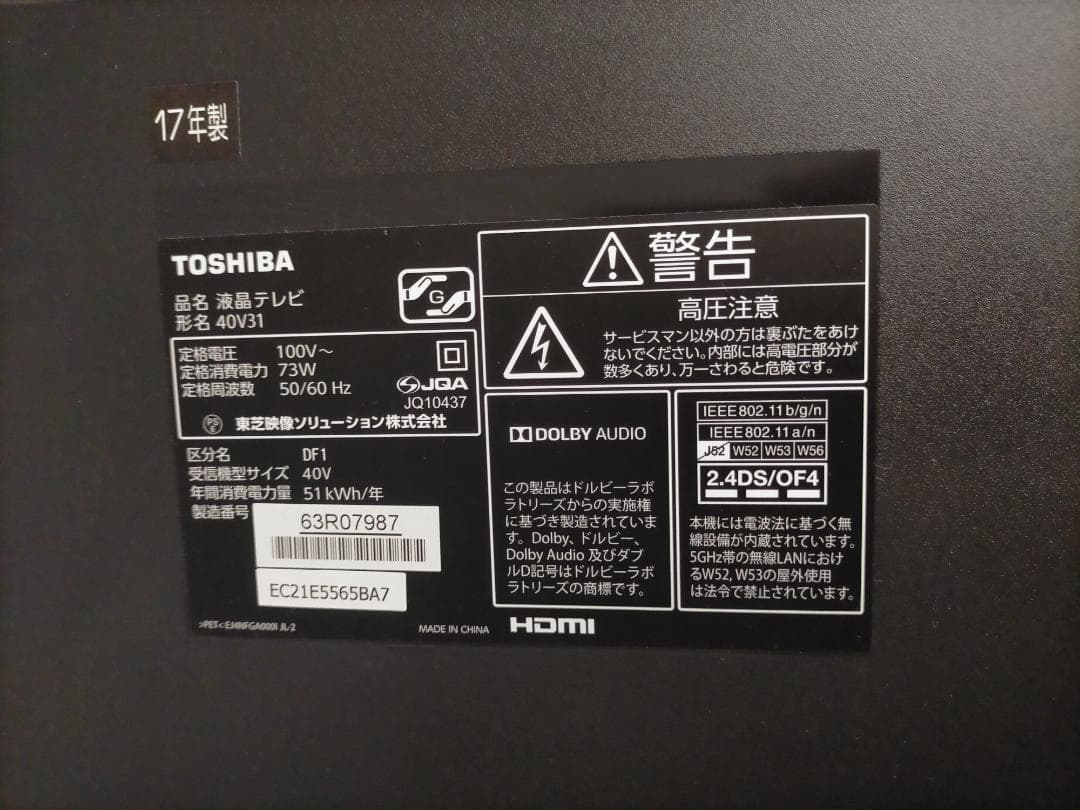 17年製
TOSHIBA
品名 液晶テレビ
形名 40V31
G
定格電圧 100V～
定格消費電力 73W
定格周波数 50/60 Hz
JQA
JQ10437
PS
E
東芝映像ソリューション株式会社
区分名 DF1
受信機型サイズ 40V
年間消費電力量 51kWh/年
製造番号
63R07987
EC21E5565BA7
MADE IN CHINA
HDMI
警告
高圧注意
サービスマン以外の方は裏ぶたをあけ
ないでください。内部には高電圧部分が
数多くあり、万一さわると危険です。
DOLBY AUDIO
この製品はドルビーラボ
ラトリーズからの実施権
に基づき製造されていま
す。Dolby、ドルビー、
Dolby Audio 及びダブ
ルD記号はドルビーラボ
ラトリーズの商標です。
IEEE802.11b/g/n
IEEE802.11a/n
J52 W52 W53 W56
2.4DS/OF4
本機には電波法に基づく無
線設備が内蔵されています。
5GHz帯の無線LANにおけ
るW52, W53の屋外使用
は法令で禁止されています。